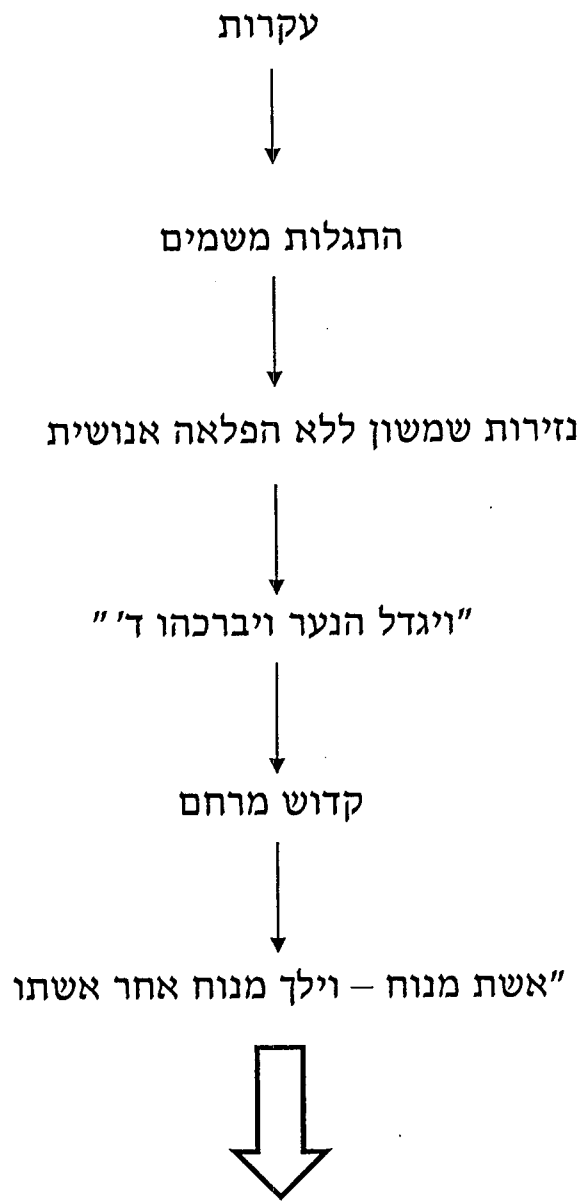 עקרות
התגלות משמים
נזירות שמשון ללא הפלאה אנושית
"ויגדל הנער ויברכהו ד' "
קדוש מרחם
"אשת מנוח – וילך מנוח אחר אשתו